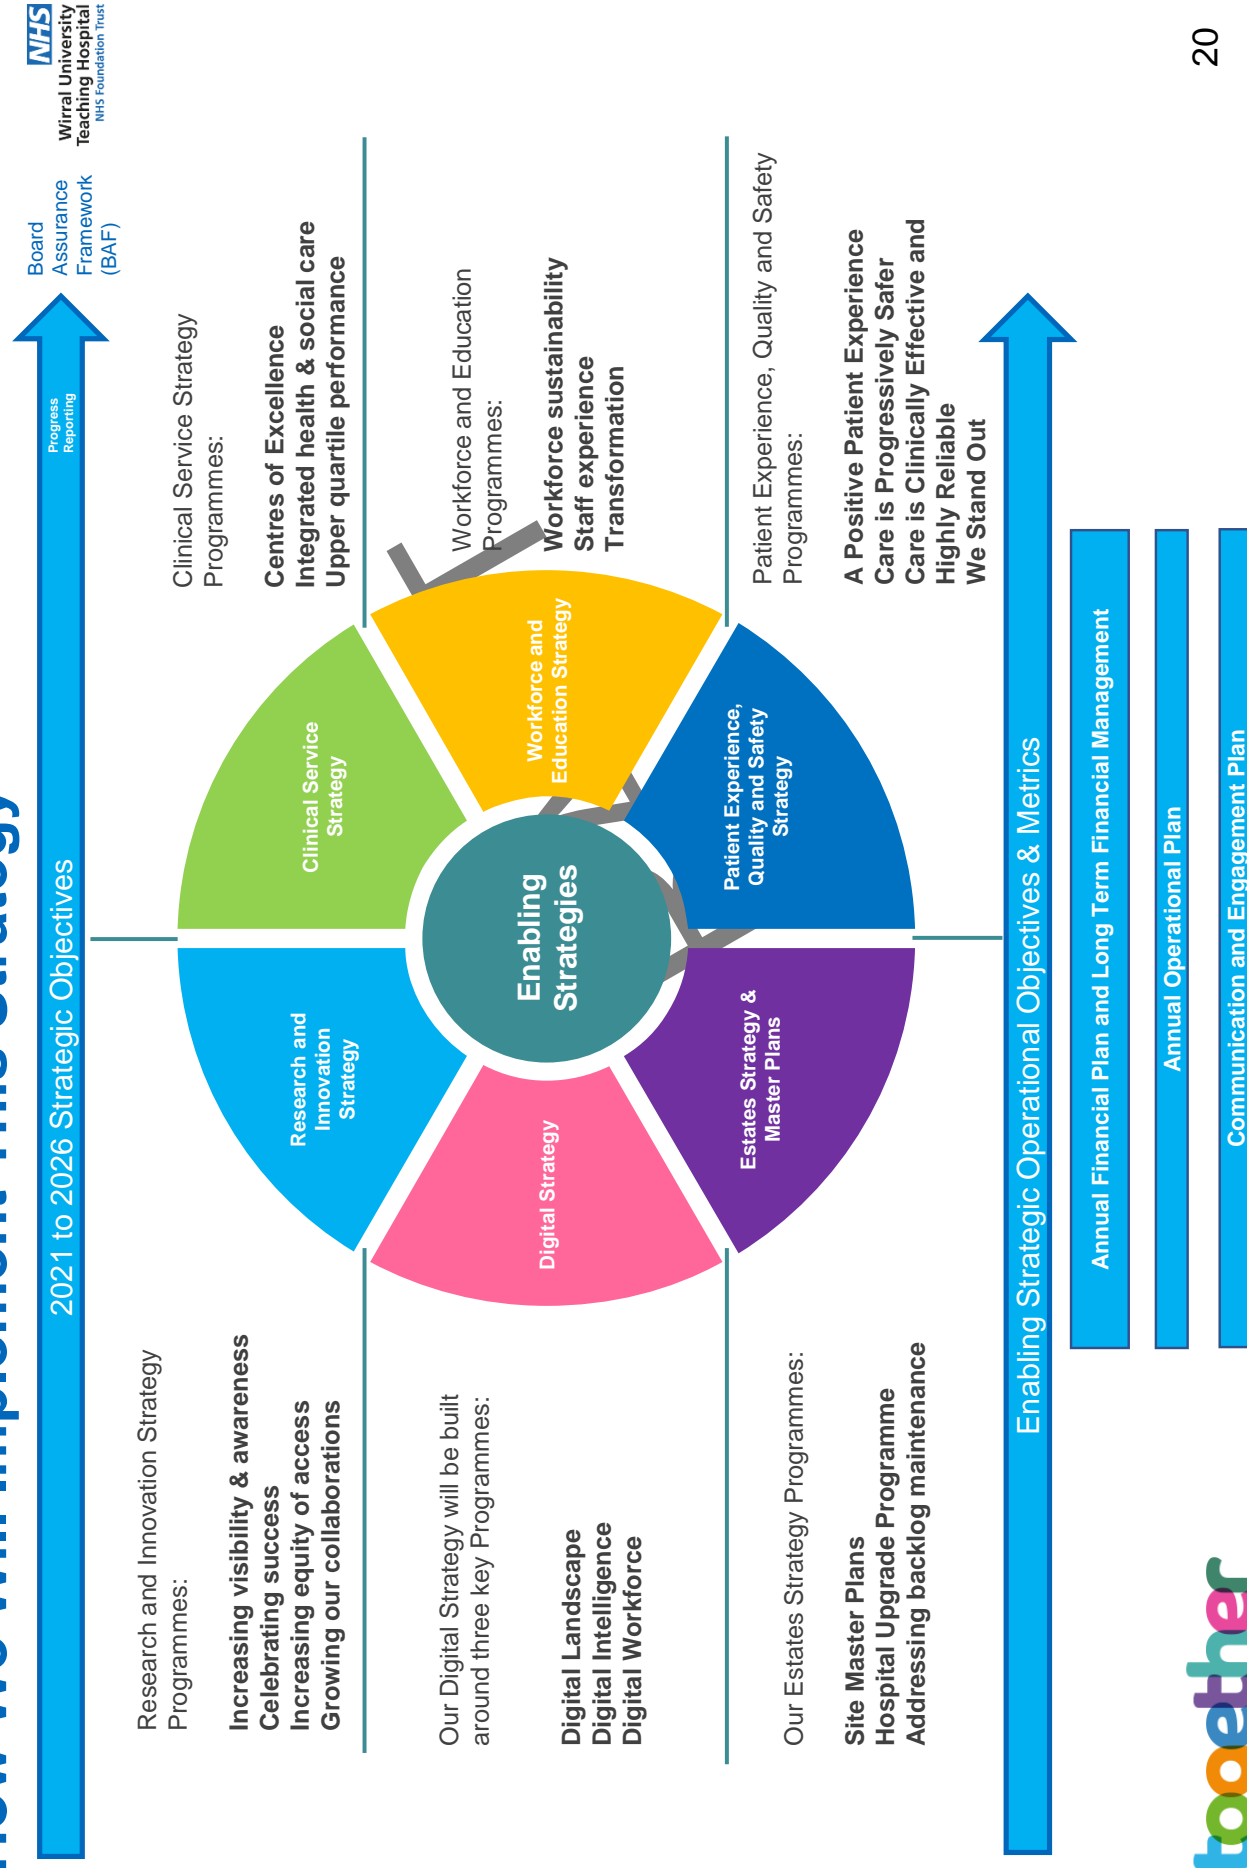 How We Will Implement This Strategy
NHS
Wirral University
Teaching Hospital
NHS Foundation Trust
2021 to 2026 Strategic Objectives
Progress
Reporting
Board
Assurance
Framework
(BAF)
Research and Innovation Strategy
Programmes:
Increasing visibility & awareness
Celebrating success
Increasing equity of access
Growing our collaborations
Our Digital Strategy will be built
around three key Programmes:
Digital Landscape
Digital Intelligence
Digital Workforce
Our Estates Strategy Programmes:
Site Master Plans
Hospital Upgrade Programme
Addressing backlog maintenance
Research and
Innovation
Strategy
Clinical Service
Strategy
Digital Strategy
Enabling
Strategies
Workforce and
Education Strategy
Estates Strategy &
Master Plans
Patient Experience,
Quality and Safety
Strategy
Clinical Service Strategy
Programmes:
Centres of Excellence
Integrated health & social care
Upper quartile performance
Workforce and Education
Programmes:
Workforce sustainability
Staff experience
Transformation
Patient Experience, Quality and Safety
Programmes:
A Positive Patient Experience
Care is Progressively Safer
Care is Clinically Effective and
Highly Reliable
We Stand Out
Enabling Strategic Operational Objectives & Metrics
Annual Financial Plan and Long Term Financial Management
Annual Operational Plan
Communication and Engagement Plan
together
20